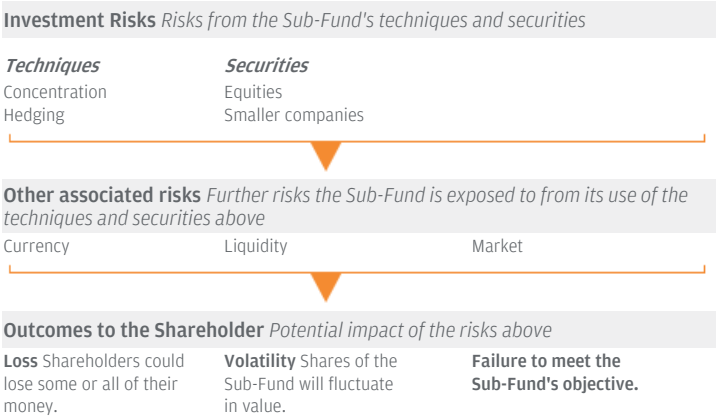 Investment Risks Risks from the Sub-Fund's techniques and securities
Techniques
Concentration
Hedging
Securities
Equities
Smaller companies
Other associated risks Further risks the Sub-Fund is exposed to from its use of the
techniques and securities above
Currency
Liquidity
Market
Outcomes to the Shareholder Potential impact of the risks above
Loss Shareholders could
lose some or all of their
money.
Volatility Shares of the
Sub-Fund will fluctuate
in value.
Failure to meet the
Sub-Fund's objective.